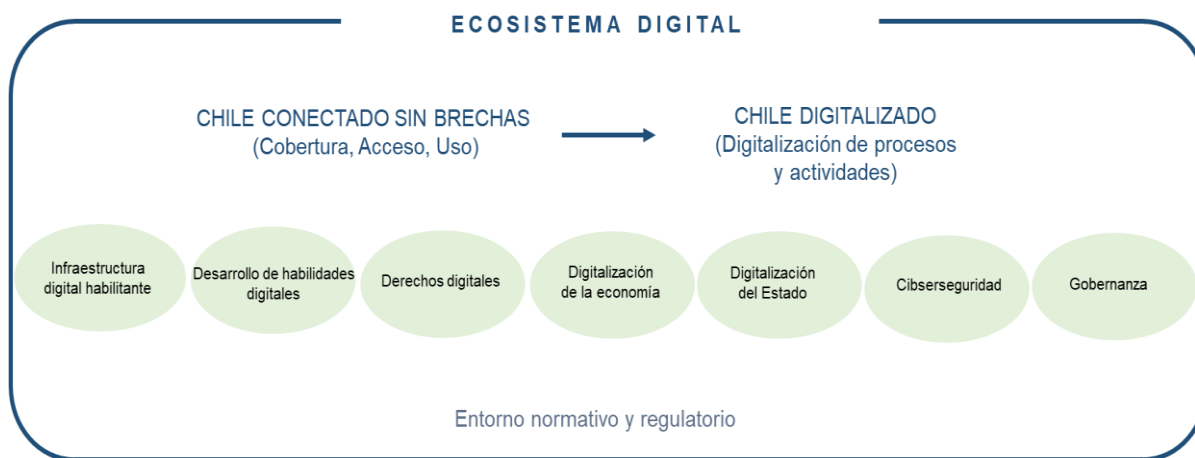 ECOSISTEMA DIGITAL
CHILE CONECTADO SIN BRECHAS
(Cobertura, Acceso, Uso)
CHILE DIGITALIZADO
(Digitalización de procesos
y actividades)
Infraestructura
digital habilitante
Desarrollo de habilidades
digitales
Derechos digitales
Digitalización
de la economía
Digitalización
del Estado
Cibserseguridad
Gobernanza
Entorno normativo y regulatorio